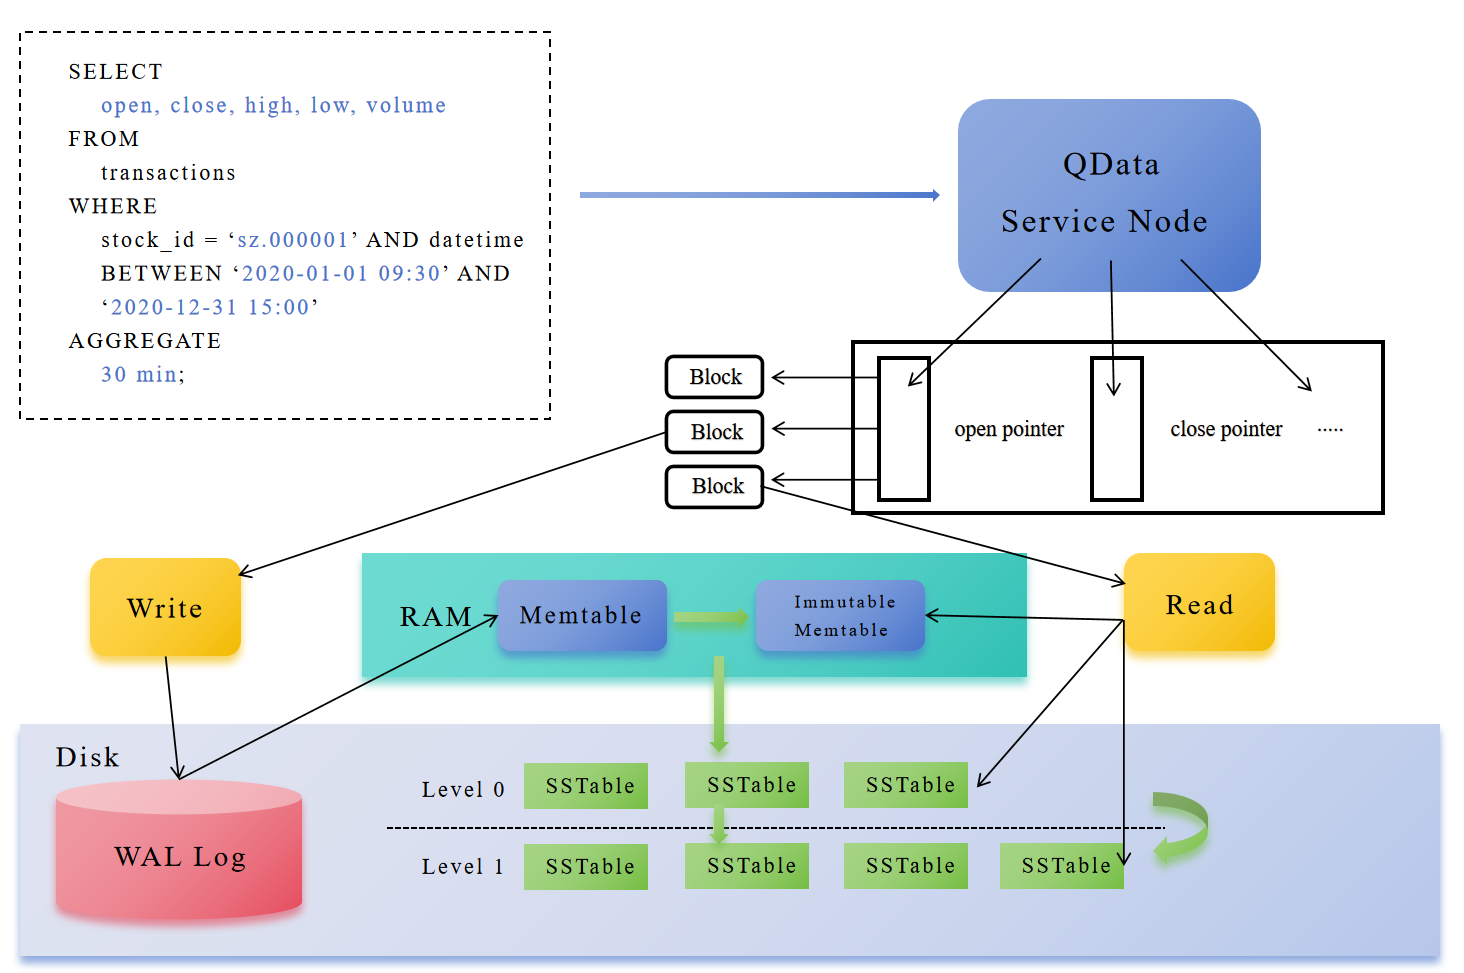 SELECT
open, close, high, low, volume
FROM
transactions
WHERE
stock_id = ‘sz.000001’ AND datetime
BETWEEN ‘2020-01-01 09:30’ AND
‘2020-12-31 15:00’
AGGREGATE
30 min;
QData
Service Node
Block
Block
Block
open pointer
close pointer
.....
Write
RAM
Memtable
Immutable
Memtable
Read
Disk
WAL Log
Level 0
SSTable
SSTable
SSTable
Level 1
SSTable
SSTable
SSTable
SSTable